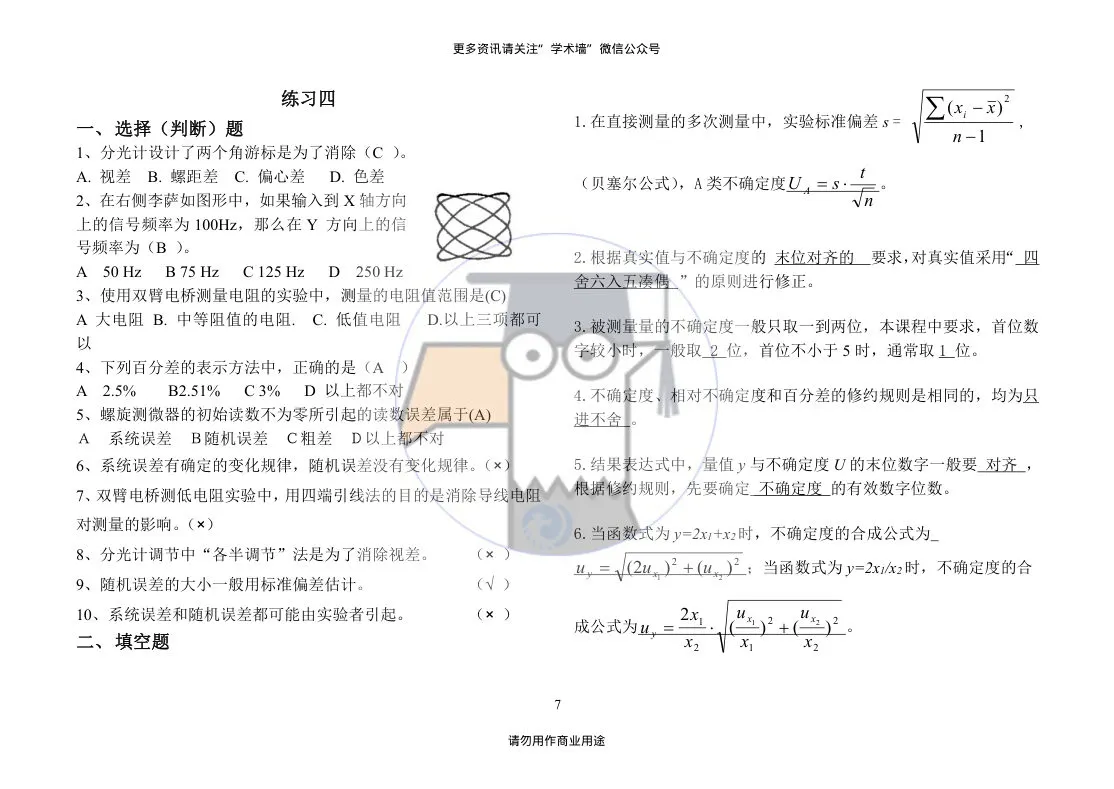 更多资讯请关注“学术墙”微信公众号
练习四
一、选择（判断）题
1、分光计设计了两个角游标是为了消除（C ）。
A. 视差 B. 螺距差 C. 偏心差 D. 色差
2、在右侧李萨如图形中，如果输入到 X 轴方向
上的信号频率为 100Hz，那么在 Y 方向上的信
号频率为（B ）。
A 50 Hz B 75 Hz C 125 Hz D 250 Hz
3、使用双臂电桥测量电阻的实验中，测量的电阻值范围是(C)
A 大电阻 B. 中等阻值的电阻. C. 低值电阻 D.以上三项都可
以
4、下列百分差的表示方法中，正确的是（A ）
A 2.5% B2.51% C 3% D 以上都不对
5、螺旋测微器的初始读数不为零所引起的读数误差属于(A)
A 系统误差 B随机误差 C粗差 D以上都不对
6、系统误差有确定的变化规律，随机误差没有变化规律。（×）
7、双臂电桥测低电阻实验中，用四端引线法的目的是消除导线电阻
对测量的影响。（×）
8、分光计调节中“各半调节”法是为了消除视差。 （× ）
9、随机误差的大小一般用标准偏差估计。 （√ ）
10、系统误差和随机误差都可能由实验者引起。 （× ）
二、填空题
1.在直接测量的多次测量中，实验标准偏差 s = √(∑(x_i − x̅)² / (n−1)) ，
（贝塞尔公式），A 类不确定度 U_A = s · t/√n 。
2.根据真实值与不确定度的 末位对齐的 要求，对真实值采用“ 四
舍六入五凑偶 ”的原则进行修正。
3.被测量量的不确定度一般只取一到两位，本课程中要求，首位数
字较小时，一般取 2 位，首位不小于 5 时，通常取 1 位。
4.不确定度、相对不确定度和百分差的修约规则是相同的，均为只
进不舍 。
5.结果表达式中，量值 y 与不确定度 U 的末位数字一般要 对齐 ，
根据修约规则，先要确定 不确定度 的有效数字位数。
6.当函数式为 y=2x₁+x₂ 时，不确定度的合成公式为
u_y = √((2u_x₁)² + (u_x₂)²) ；当函数式为 y=2x₁/x₂ 时，不确定度的合
成公式为 u_y = 2x₁/x₂ · √((u_x₁/x₁)² + (u_x₂/x₂)²) 。
7
请勿用作商业用途